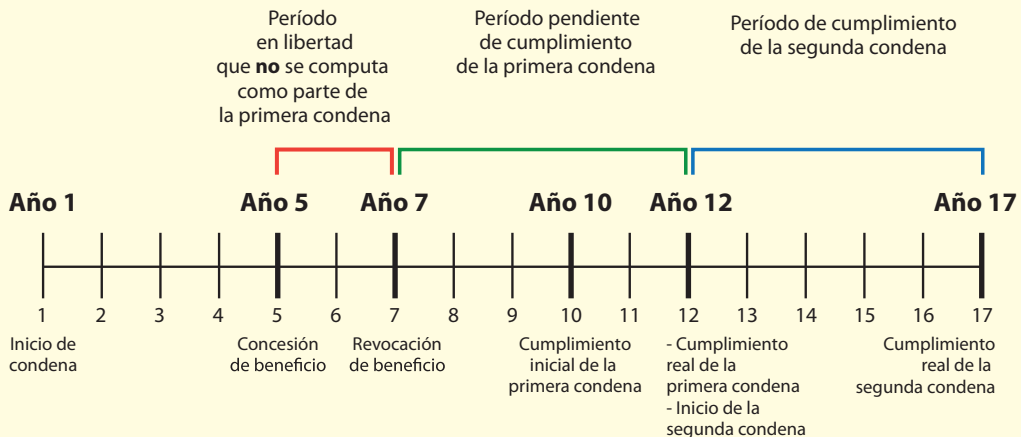 Período
en libertad
que no se computa
como parte de
la primera condena
Período pendiente
de cumplimiento
de la primera condena
Período de cumplimiento
de la segunda condena
Año 1
Año 5
Año 7
Año 10
Año 12
Año 17
1 2 3 4 5 6 7 8 9 10 11 12 13 14 15 16 17
Inicio de
condena
Concesión
de beneficio
Revocación
de beneficio
Cumplimiento
inicial de la
primera condena
- Cumplimiento
real de la
primera condena
- Inicio de la
segunda condena
Cumplimiento
real de la
segunda condena